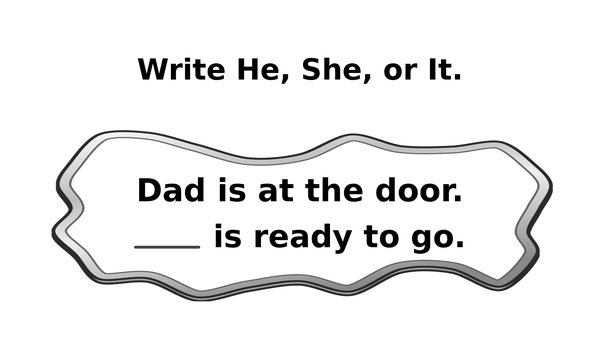 Write He, She, or It.
Dad is at the door.
____ is ready to go.